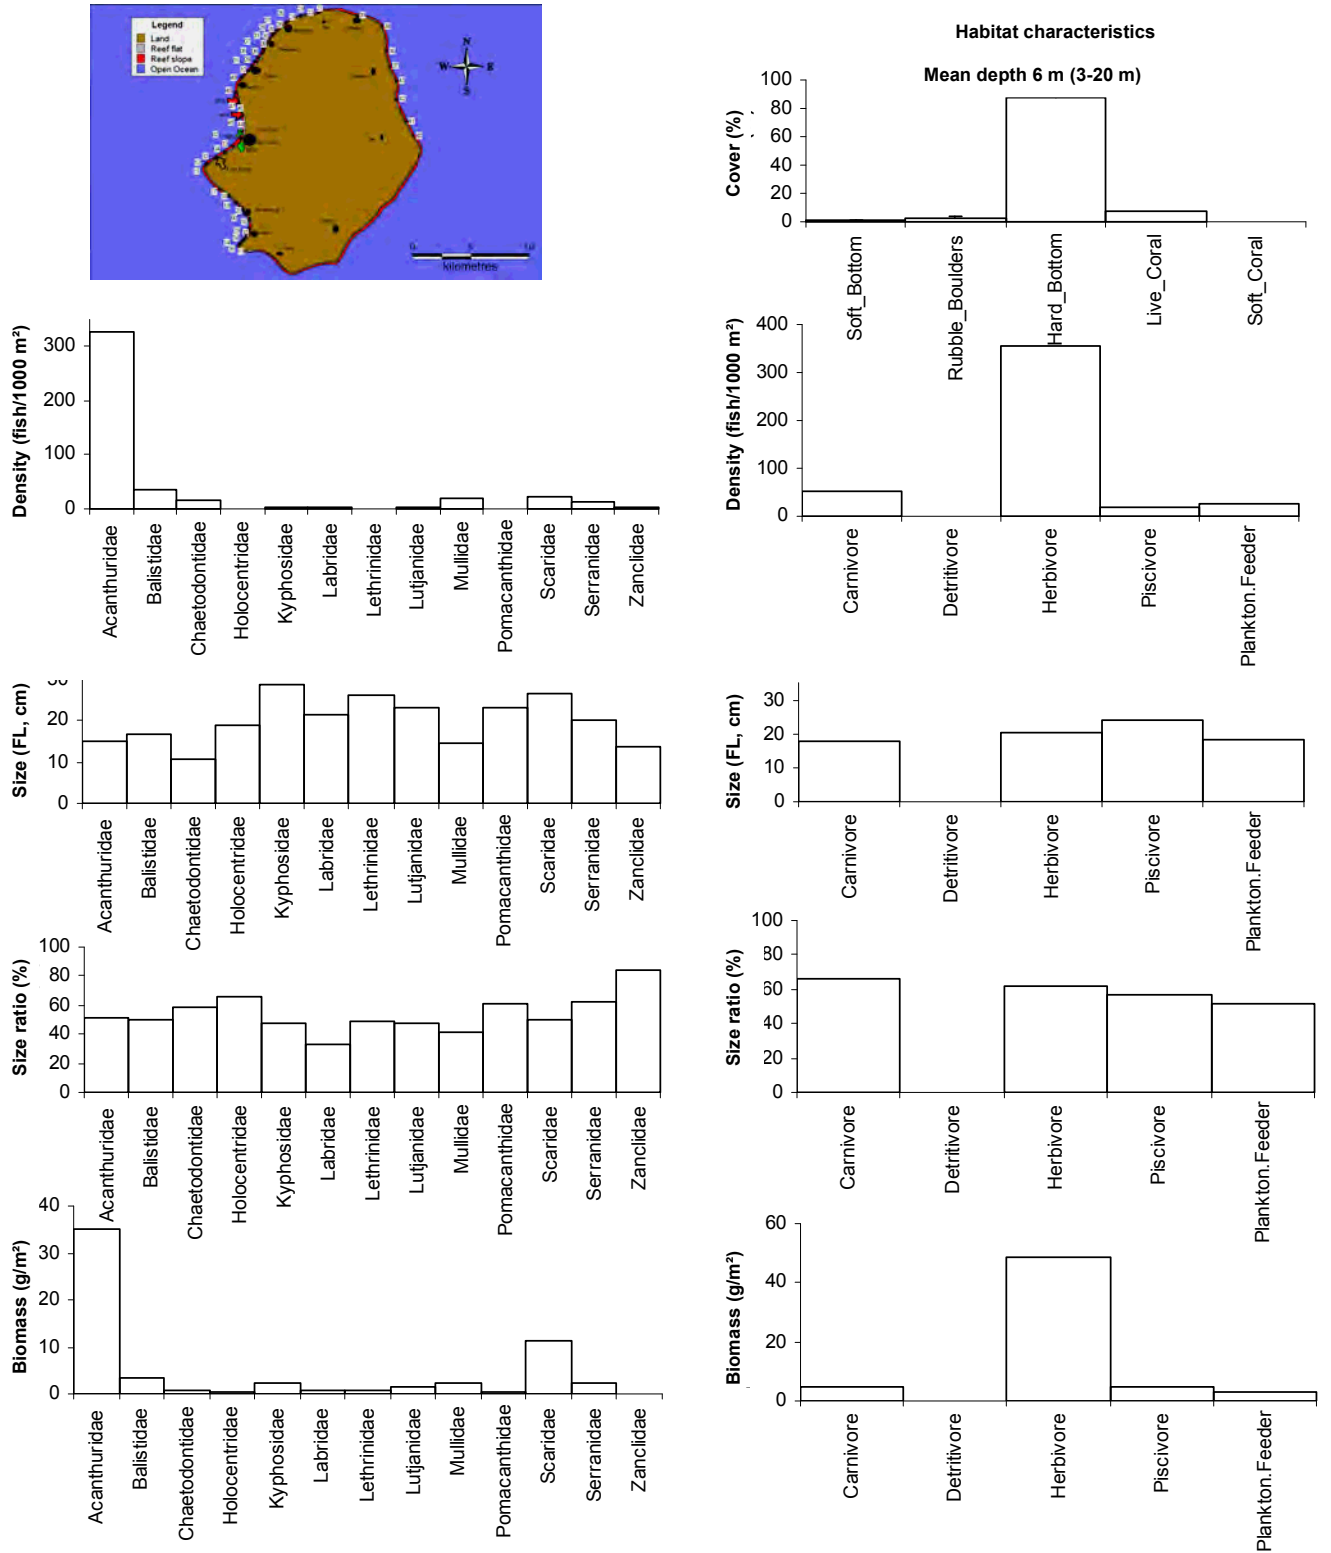 Legend
Land
Reef flat
Reef slope
Open Ocean
N
W
E
S
kilometres
Habitat characteristics
Mean depth 6 m (3-20 m)
Cover (%)
100
80
60
40
20
0
Soft_Bottom
Rubble_Boulders
Hard_Bottom
Live_Coral
Soft_Coral
Density (fish/1000 m²)
300
200
100
0
Acanthuridae
Balistidae
Chaetodontidae
Holocentridae
Kyphosidae
Labridae
Lethrinidae
Lutjanidae
Mullidae
Pomacanthidae
Scaridae
Serranidae
Zanclidae
Density (fish/1000 m²)
400
300
200
100
0
Carnivore
Detritivore
Herbivore
Piscivore
Plankton.Feeder
Size (FL, cm)
30
20
10
0
Acanthuridae
Balistidae
Chaetodontidae
Holocentridae
Kyphosidae
Labridae
Lethrinidae
Lutjanidae
Mullidae
Pomacanthidae
Scaridae
Serranidae
Zanclidae
Size (FL, cm)
30
20
10
0
Carnivore
Detritivore
Herbivore
Piscivore
Plankton.Feeder
Size ratio (%)
100
80
60
40
20
0
Acanthuridae
Balistidae
Chaetodontidae
Holocentridae
Kyphosidae
Labridae
Lethrinidae
Lutjanidae
Mullidae
Pomacanthidae
Scaridae
Serranidae
Zanclidae
Size ratio (%)
100
80
60
40
20
0
Carnivore
Detritivore
Herbivore
Piscivore
Plankton.Feeder
Biomass (g/m²)
40
30
20
10
0
Acanthuridae
Balistidae
Chaetodontidae
Holocentridae
Kyphosidae
Labridae
Lethrinidae
Lutjanidae
Mullidae
Pomacanthidae
Scaridae
Serranidae
Zanclidae
Biomass (g/m²)
60
40
20
0
Carnivore
Detritivore
Herbivore
Piscivore
Plankton.Feeder